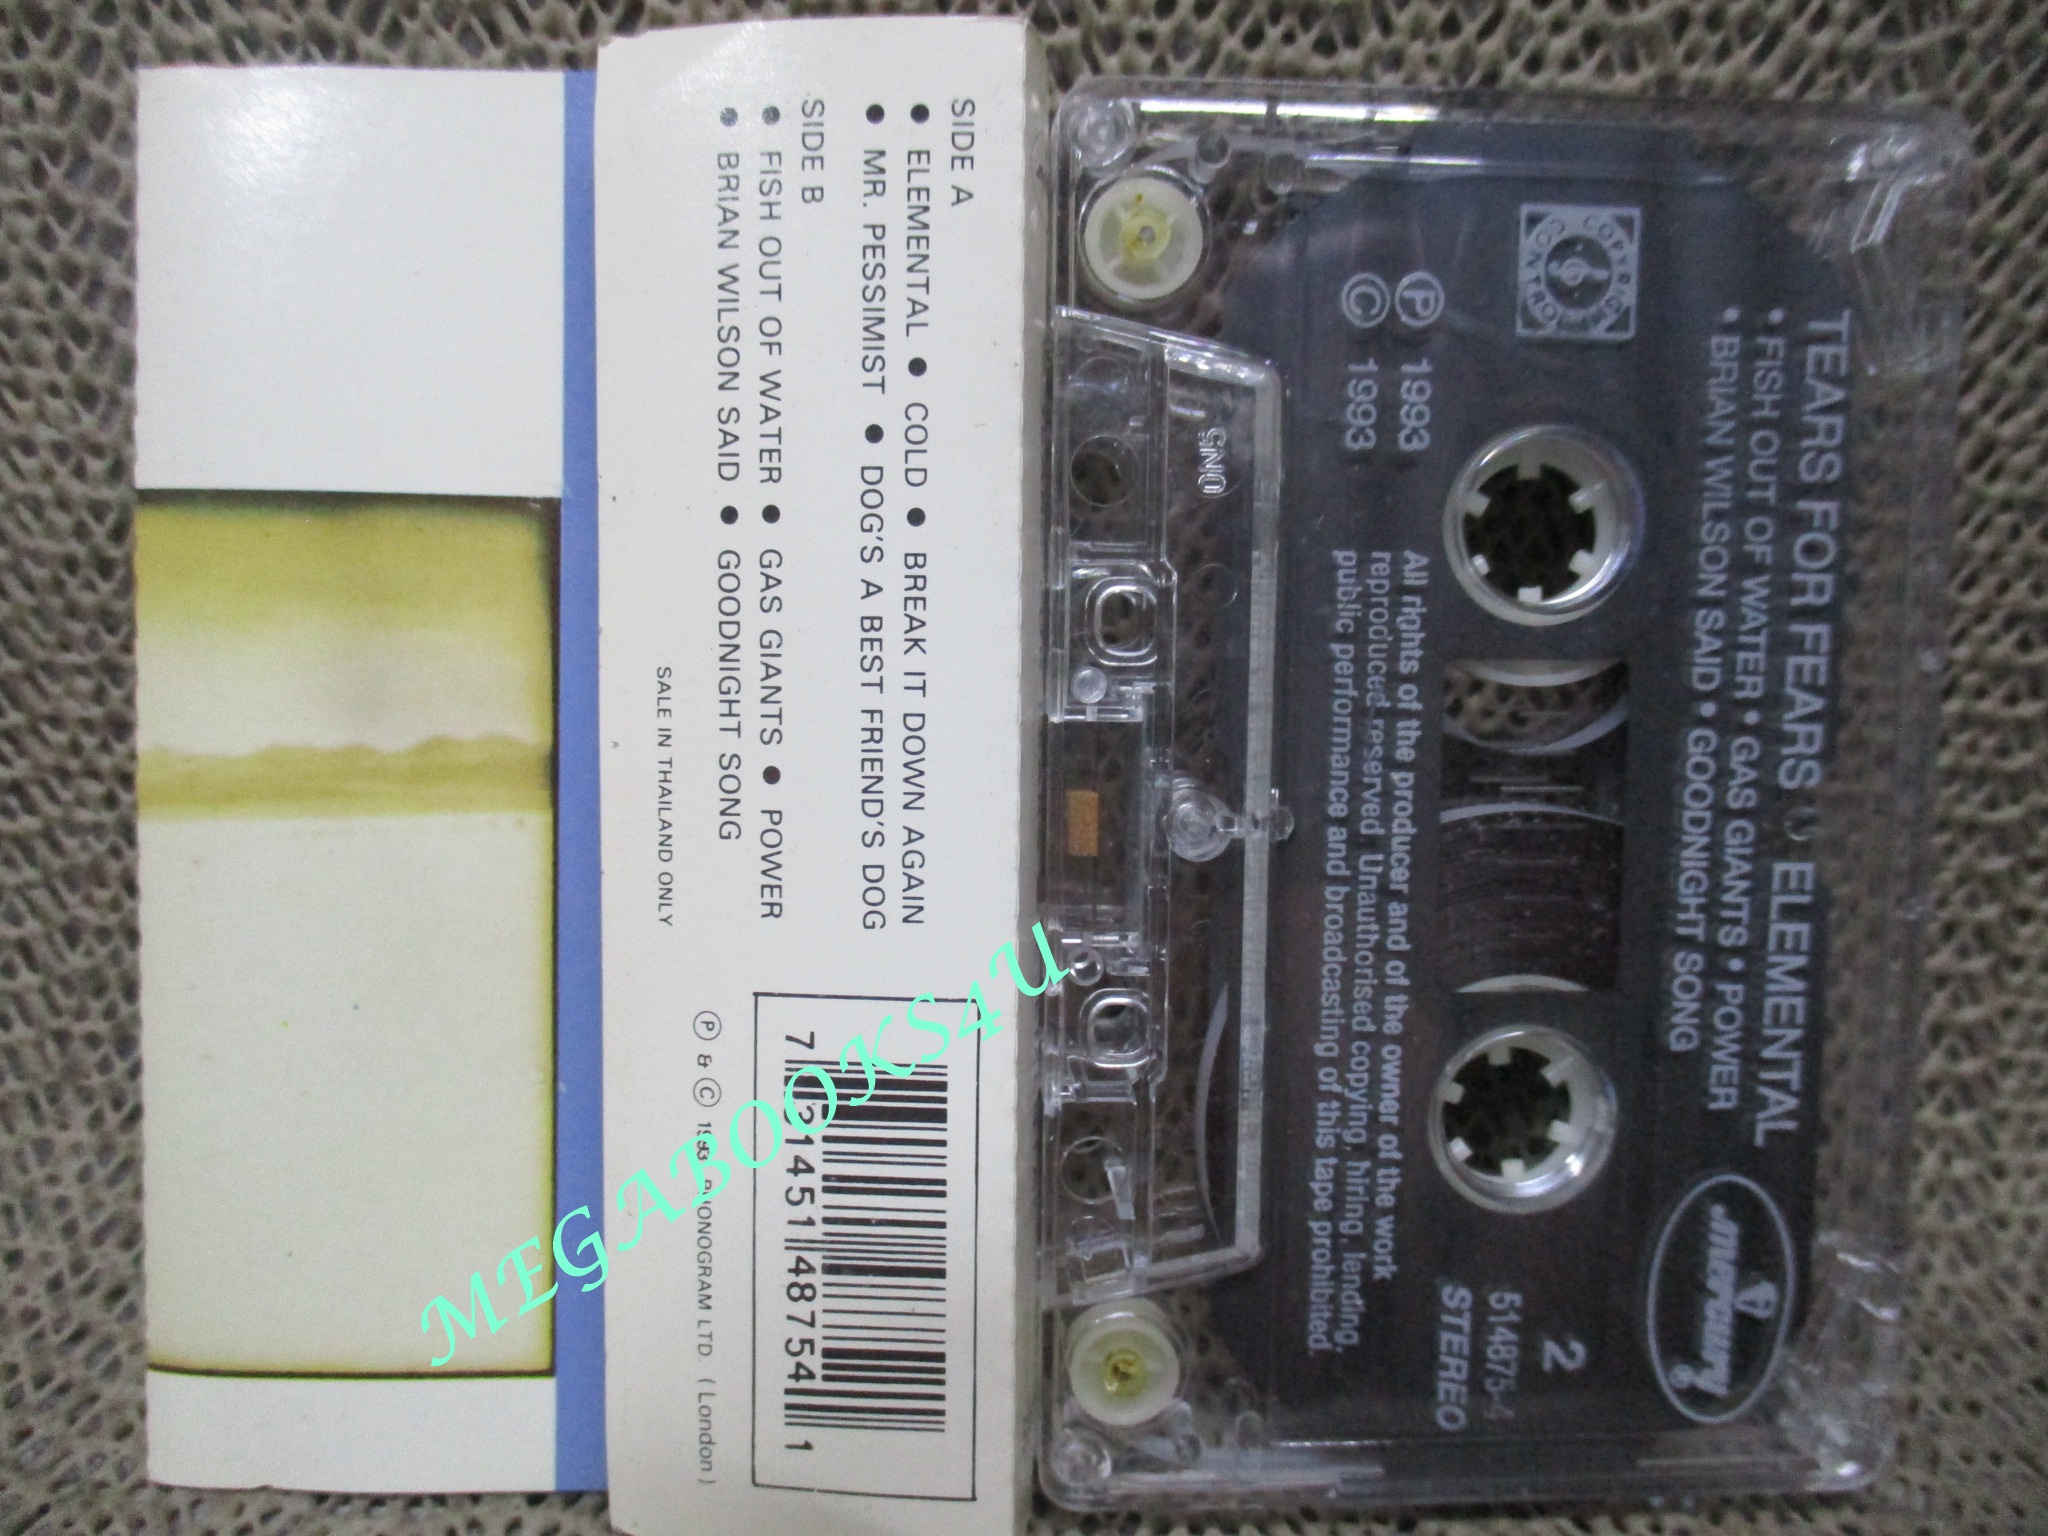 SIDE A
● ELEMENTAL ● COLD ● BREAK IT DOWN AGAIN
● MR. PESSIMIST ● DOG'S A BEST FRIEND'S DOG
SIDE B
● FISH OUT OF WATER ● GAS GIANTS ● POWER
● BRIAN WILSON SAID ● GOODNIGHT SONG
SALE IN THAILAND ONLY
7 31451 48754 1
Ⓟ & © 1993 PHONOGRAM LTD. (London)
MEGABOOKS4U
TEARS FOR FEARS ELEMENTAL
• FISH OUT OF WATER • GAS GIANTS • POWER
• BRIAN WILSON SAID • GOODNIGHT SONG
COPYRIGHT CONTROL
Ⓟ 1993
© 1993
mercury
2
514875-4
STEREO
All rights of the producer and of the owner of the work
reproduced reserved. Unauthorised copying, hiring, lending,
public performance and broadcasting of this tape prohibited.